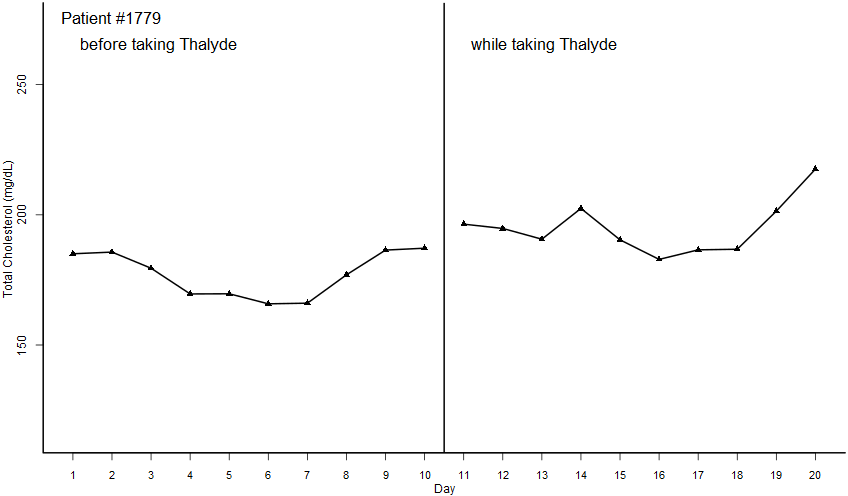 Patient #1779
before taking Thalyde
while taking Thalyde
Total Cholesterol (mg/dL)
250
200
150
1 2 3 4 5 6 7 8 9 10 11 12 13 14 15 16 17 18 19 20
Day